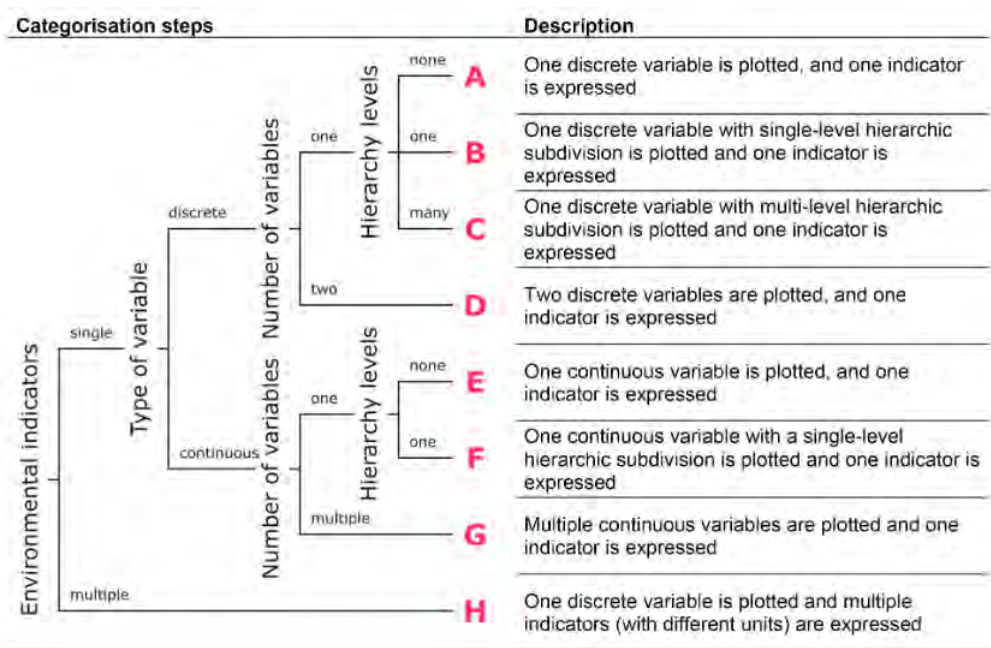 Categorisation steps
Description
Environmental indicators
single
multiple
Type of variable
discrete
continuous
Number of variables
one
two
Hierarchy levels
none
one
many
Number of variables
one
multiple
Hierarchy levels
none
one
A
One discrete variable is plotted, and one indicator
is expressed
B
One discrete variable with single-level hierarchic
subdivision is plotted and one indicator is
expressed
C
One discrete variable with multi-level hierarchic
subdivision is plotted and one indicator is
expressed
D
Two discrete variables are plotted, and one
indicator is expressed
E
One continuous variable is plotted, and one
indicator is expressed
F
One continuous variable with a single-level
hierarchic subdivision is plotted and one indicator is
expressed
G
Multiple continuous variables are plotted and one
indicator is expressed
H
One discrete variable is plotted and multiple
indicators (with different units) are expressed